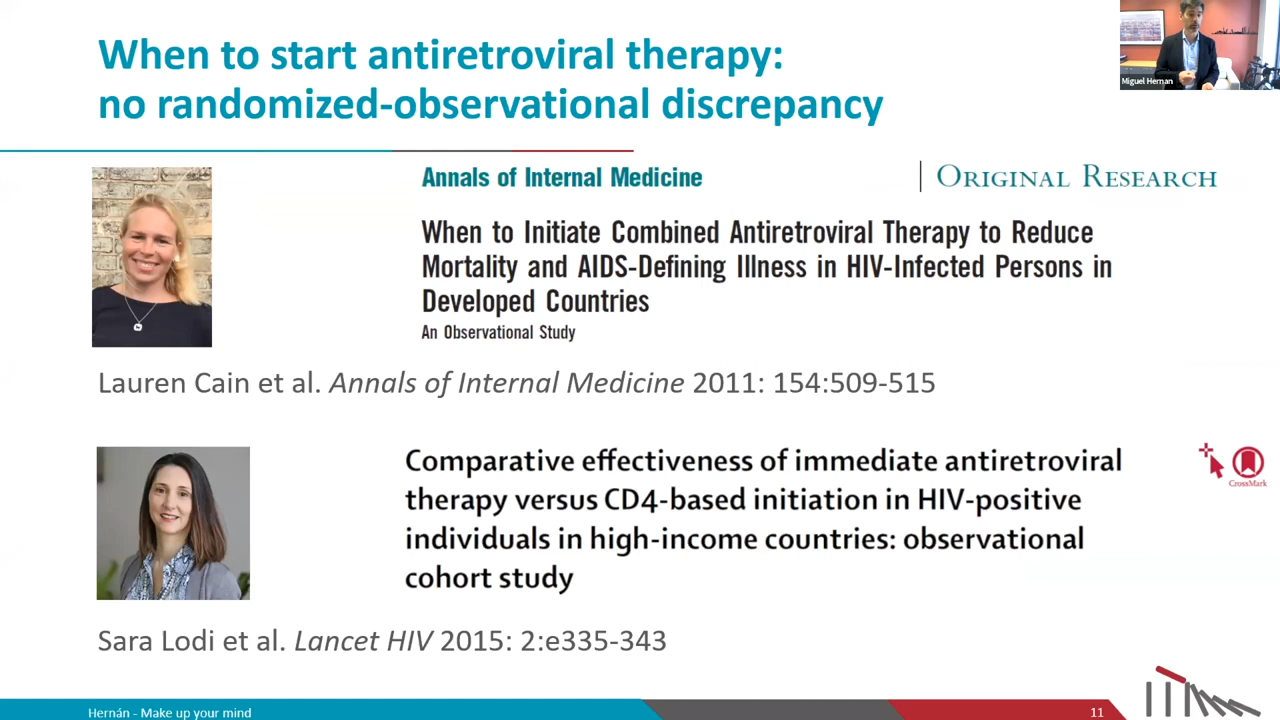 When to start antiretroviral therapy:
no randomized-observational discrepancy
Miguel Hernan
Annals of Internal Medicine
ORIGINAL RESEARCH
When to Initiate Combined Antiretroviral Therapy to Reduce
Mortality and AIDS-Defining Illness in HIV-Infected Persons in
Developed Countries
An Observational Study
Lauren Cain et al. Annals of Internal Medicine 2011: 154:509-515
Comparative effectiveness of immediate antiretroviral
therapy versus CD4-based initiation in HIV-positive
individuals in high-income countries: observational
cohort study
CrossMark
Sara Lodi et al. Lancet HIV 2015: 2:e335-343
Hernán - Make up your mind
11